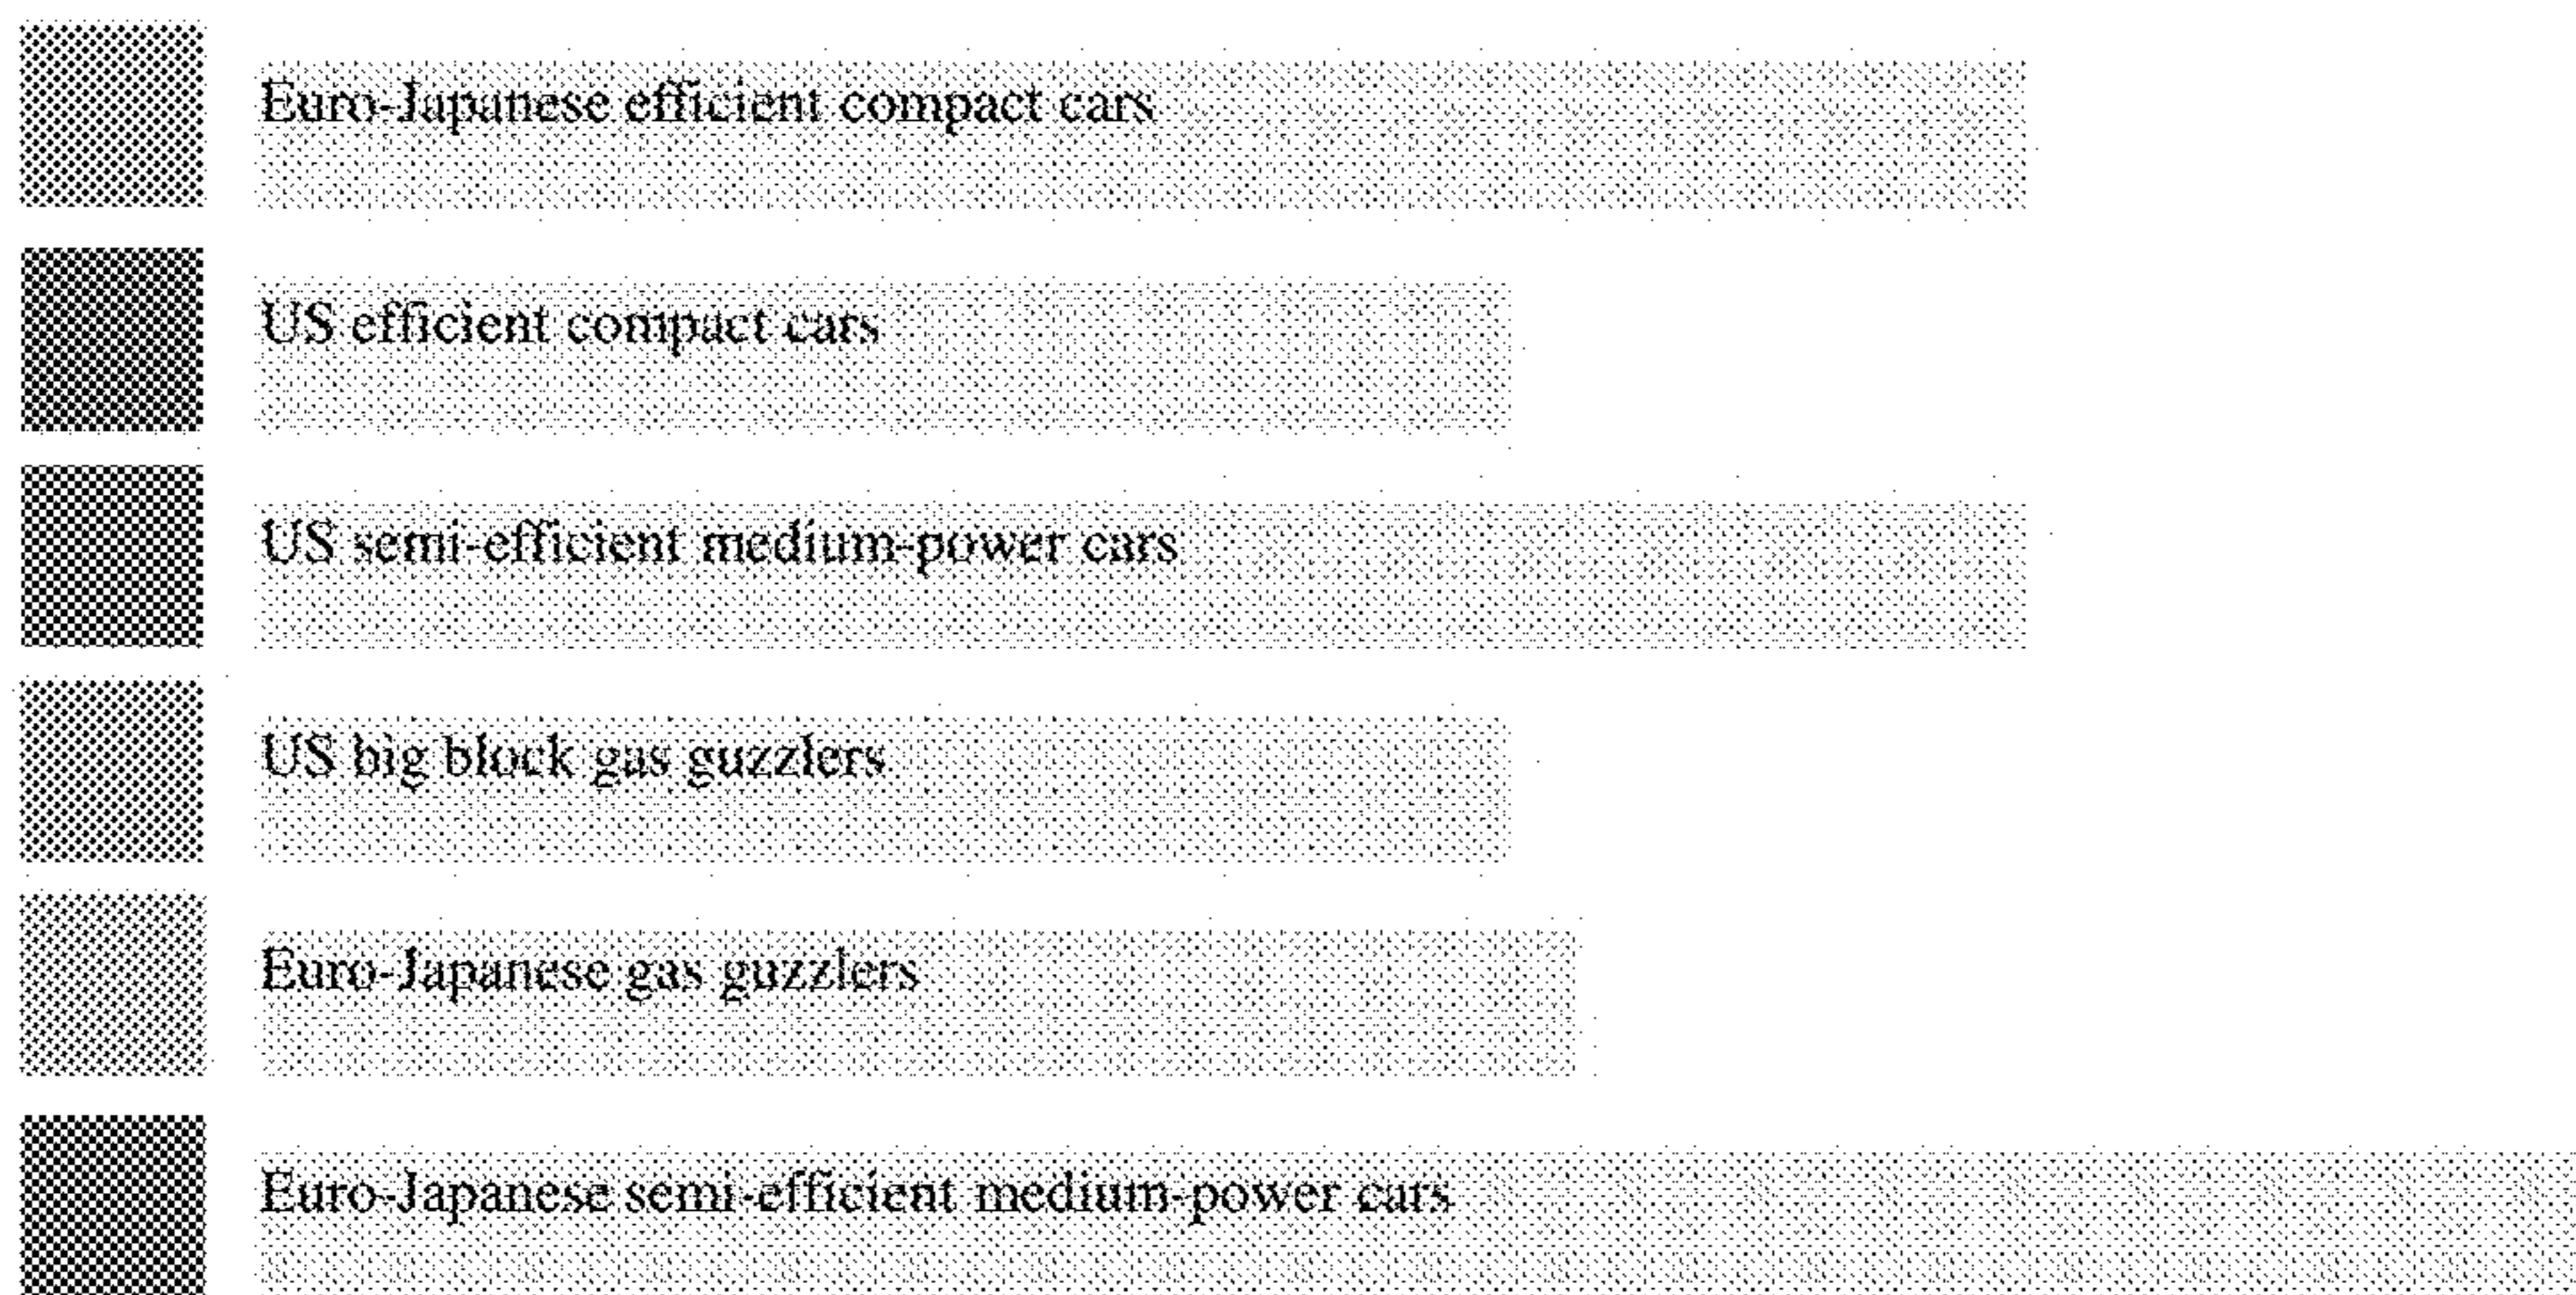 Euro-Japanese efficient compact cars
US efficient compact cars
US semi-efficient medium-power cars
US big block gas guzzlers
Euro-Japanese gas guzzlers
Euro-Japanese semi-efficient medium-power cars